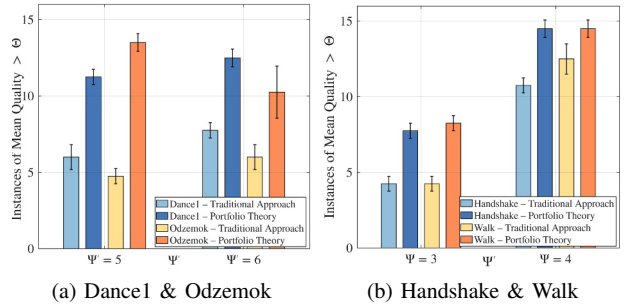 Instances of Mean Quality > Θ
15
10
5
0
Dance1 – Traditional Approach
Dance1 – Portfolio Theory
Odzemok – Traditional Approach
Odzemok – Portfolio Theory
Ψ′ = 5 Ψ′ Ψ′ = 6
(a) Dance1 & Odzemok
Instances of Mean Quality > Θ
15
10
5
0
Handshake – Traditional Approach
Handshake – Portfolio Theory
Walk – Traditional Approach
Walk – Portfolio Theory
Ψ = 3 Ψ′ Ψ = 4
(b) Handshake & Walk